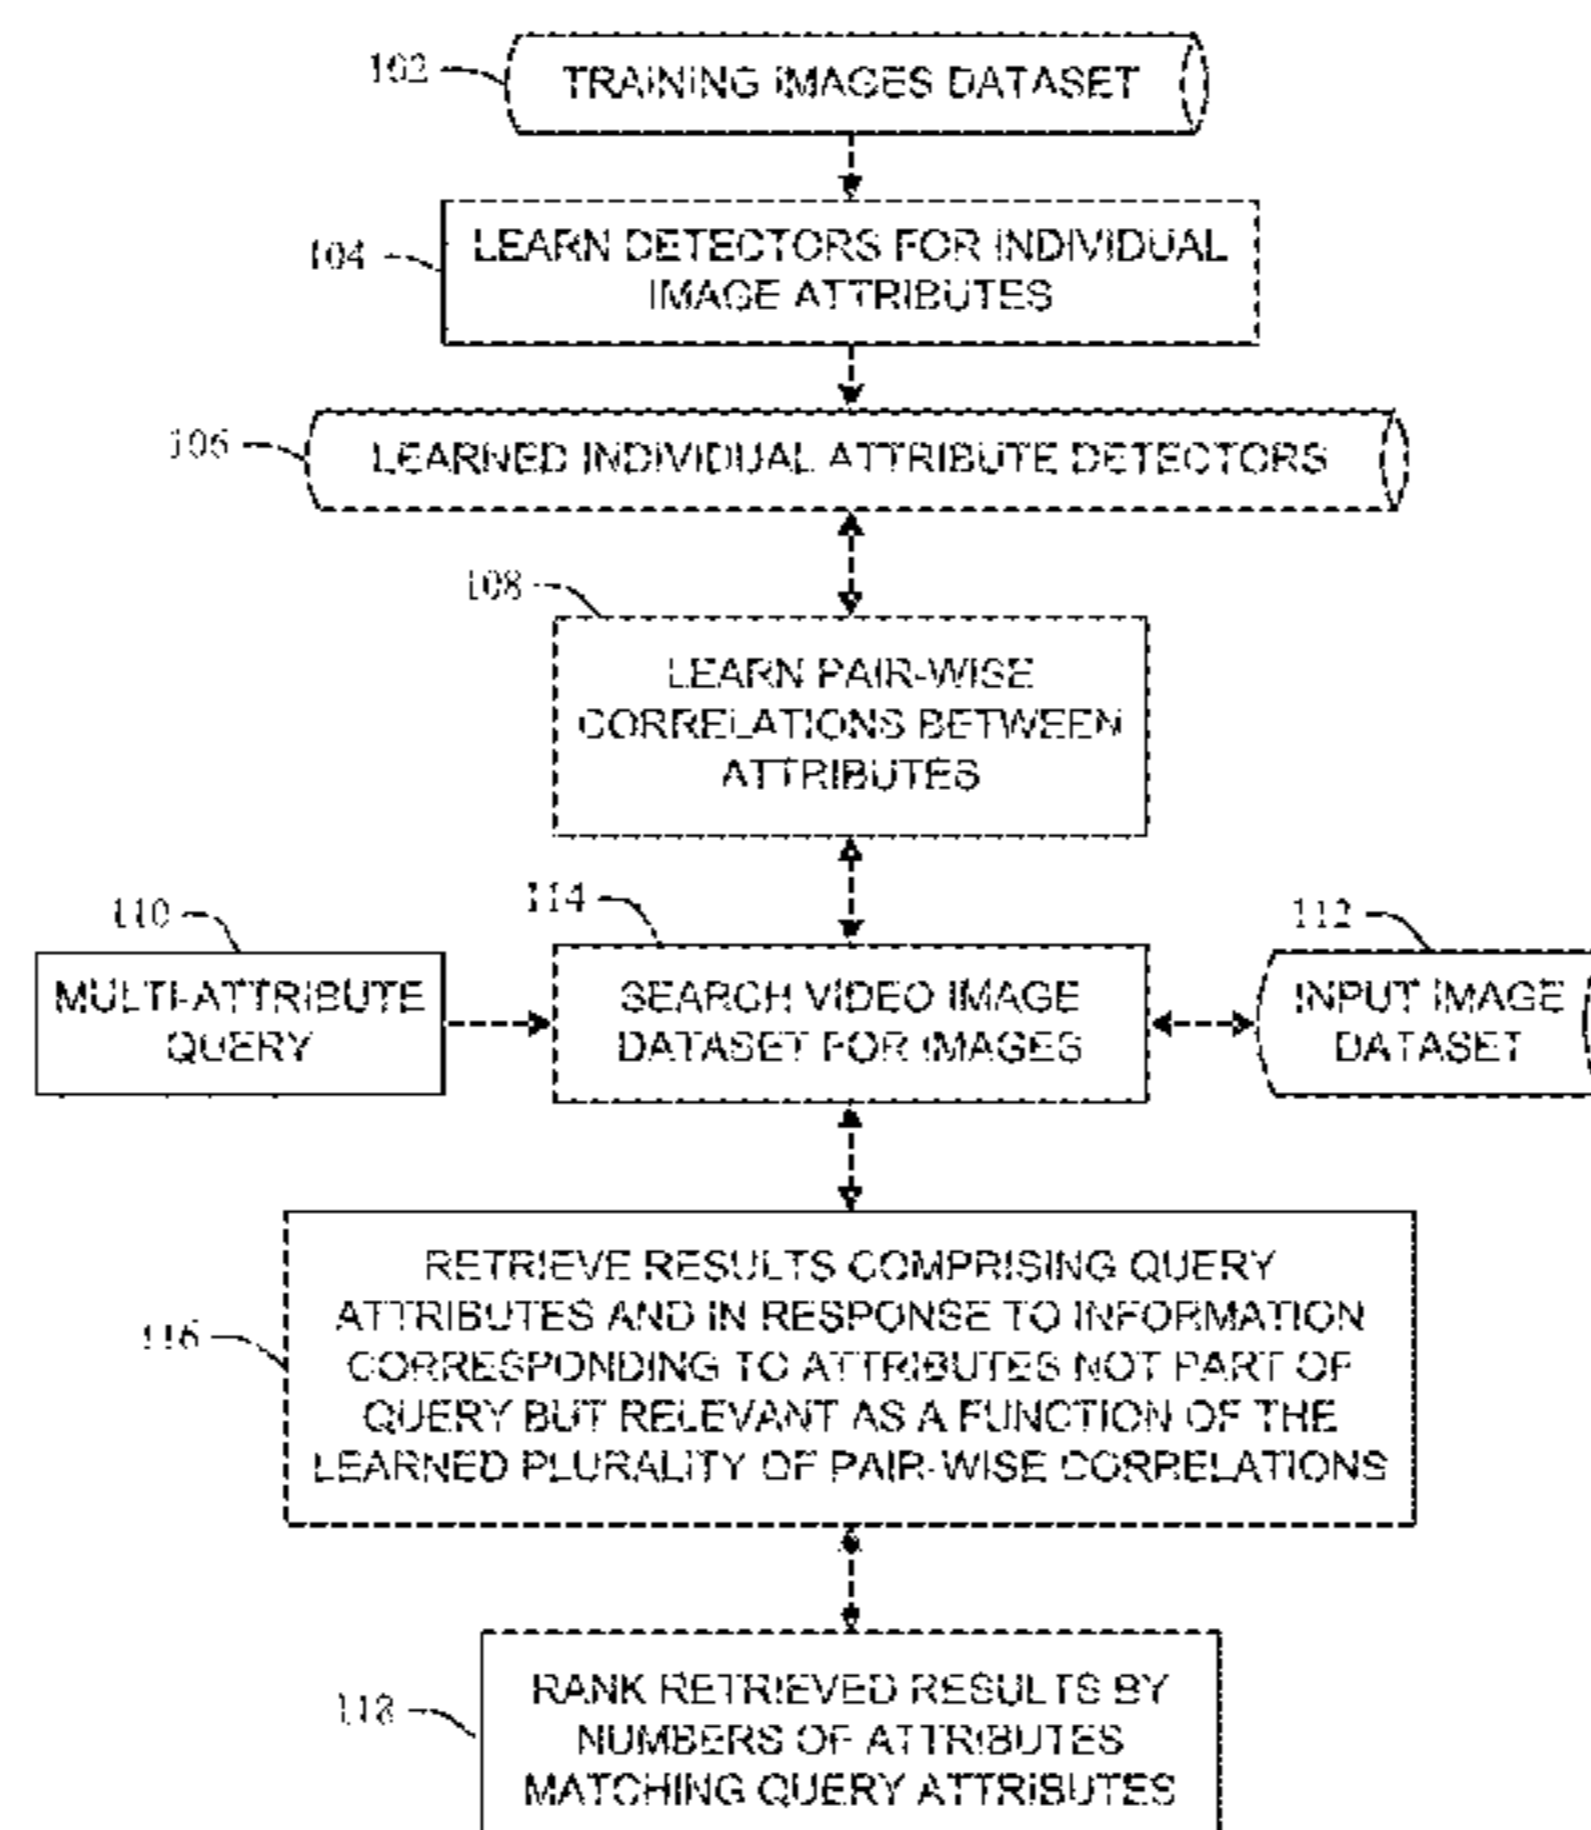 102
TRAINING IMAGES DATASET
104
LEARN DETECTORS FOR INDIVIDUAL
IMAGE ATTRIBUTES
106
LEARNED INDIVIDUAL ATTRIBUTE DETECTORS
108
LEARN PAIR-WISE
CORRELATIONS BETWEEN
ATTRIBUTES
110
MULTI-ATTRIBUTE
QUERY
114
SEARCH VIDEO IMAGE
DATASET FOR IMAGES
112
INPUT IMAGE
DATASET
116
RETRIEVE RESULTS COMPRISING QUERY
ATTRIBUTES AND IN RESPONSE TO INFORMATION
CORRESPONDING TO ATTRIBUTES NOT PART OF
QUERY BUT RELEVANT AS A FUNCTION OF THE
LEARNED PLURALITY OF PAIR-WISE CORRELATIONS
118
RANK RETRIEVED RESULTS BY
NUMBERS OF ATTRIBUTES
MATCHING QUERY ATTRIBUTES